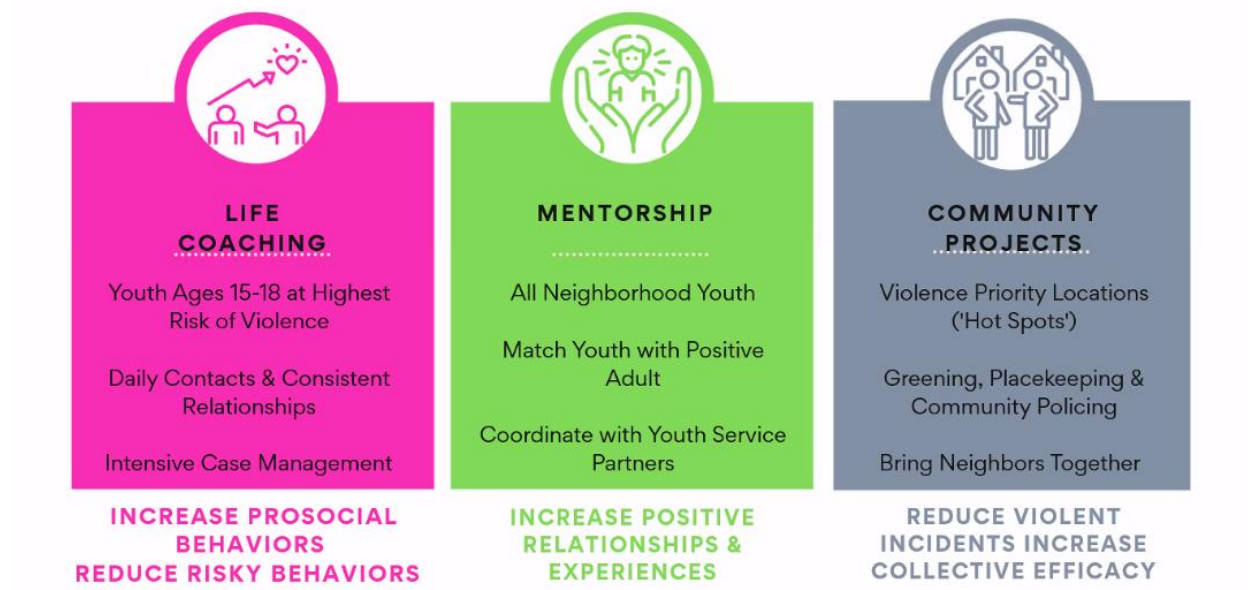 LIFE
COACHING
Youth Ages 15-18 at Highest
Risk of Violence
Daily Contacts & Consistent
Relationships
Intensive Case Management
INCREASE PROSOCIAL
BEHAVIORS
REDUCE RISKY BEHAVIORS
MENTORSHIP
All Neighborhood Youth
Match Youth with Positive
Adult
Coordinate with Youth Service
Partners
INCREASE POSITIVE
RELATIONSHIPS &
EXPERIENCES
COMMUNITY
PROJECTS
Violence Priority Locations
('Hot Spots')
Greening, Placekeeping &
Community Policing
Bring Neighbors Together
REDUCE VIOLENT
INCIDENTS INCREASE
COLLECTIVE EFFICACY